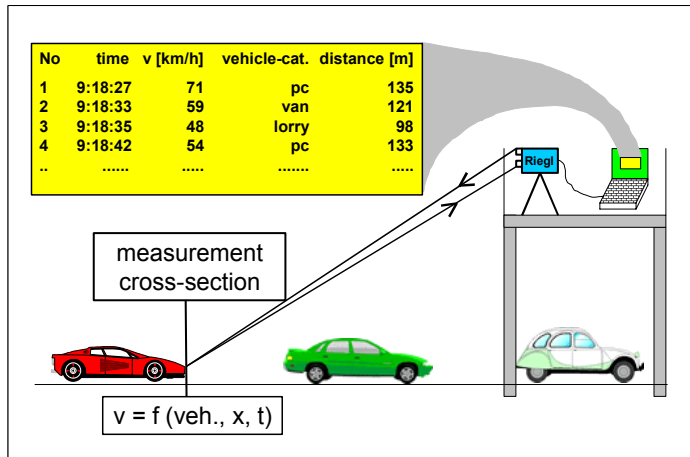 No time v [km/h] vehicle-cat. distance [m]
1 9:18:27 71 pc 135
2 9:18:33 59 van 121
3 9:18:35 48 lorry 98
4 9:18:42 54 pc 133
.. ...... ..... ....... .....
Riegl
measurement
cross-section
v = f (veh., x, t)